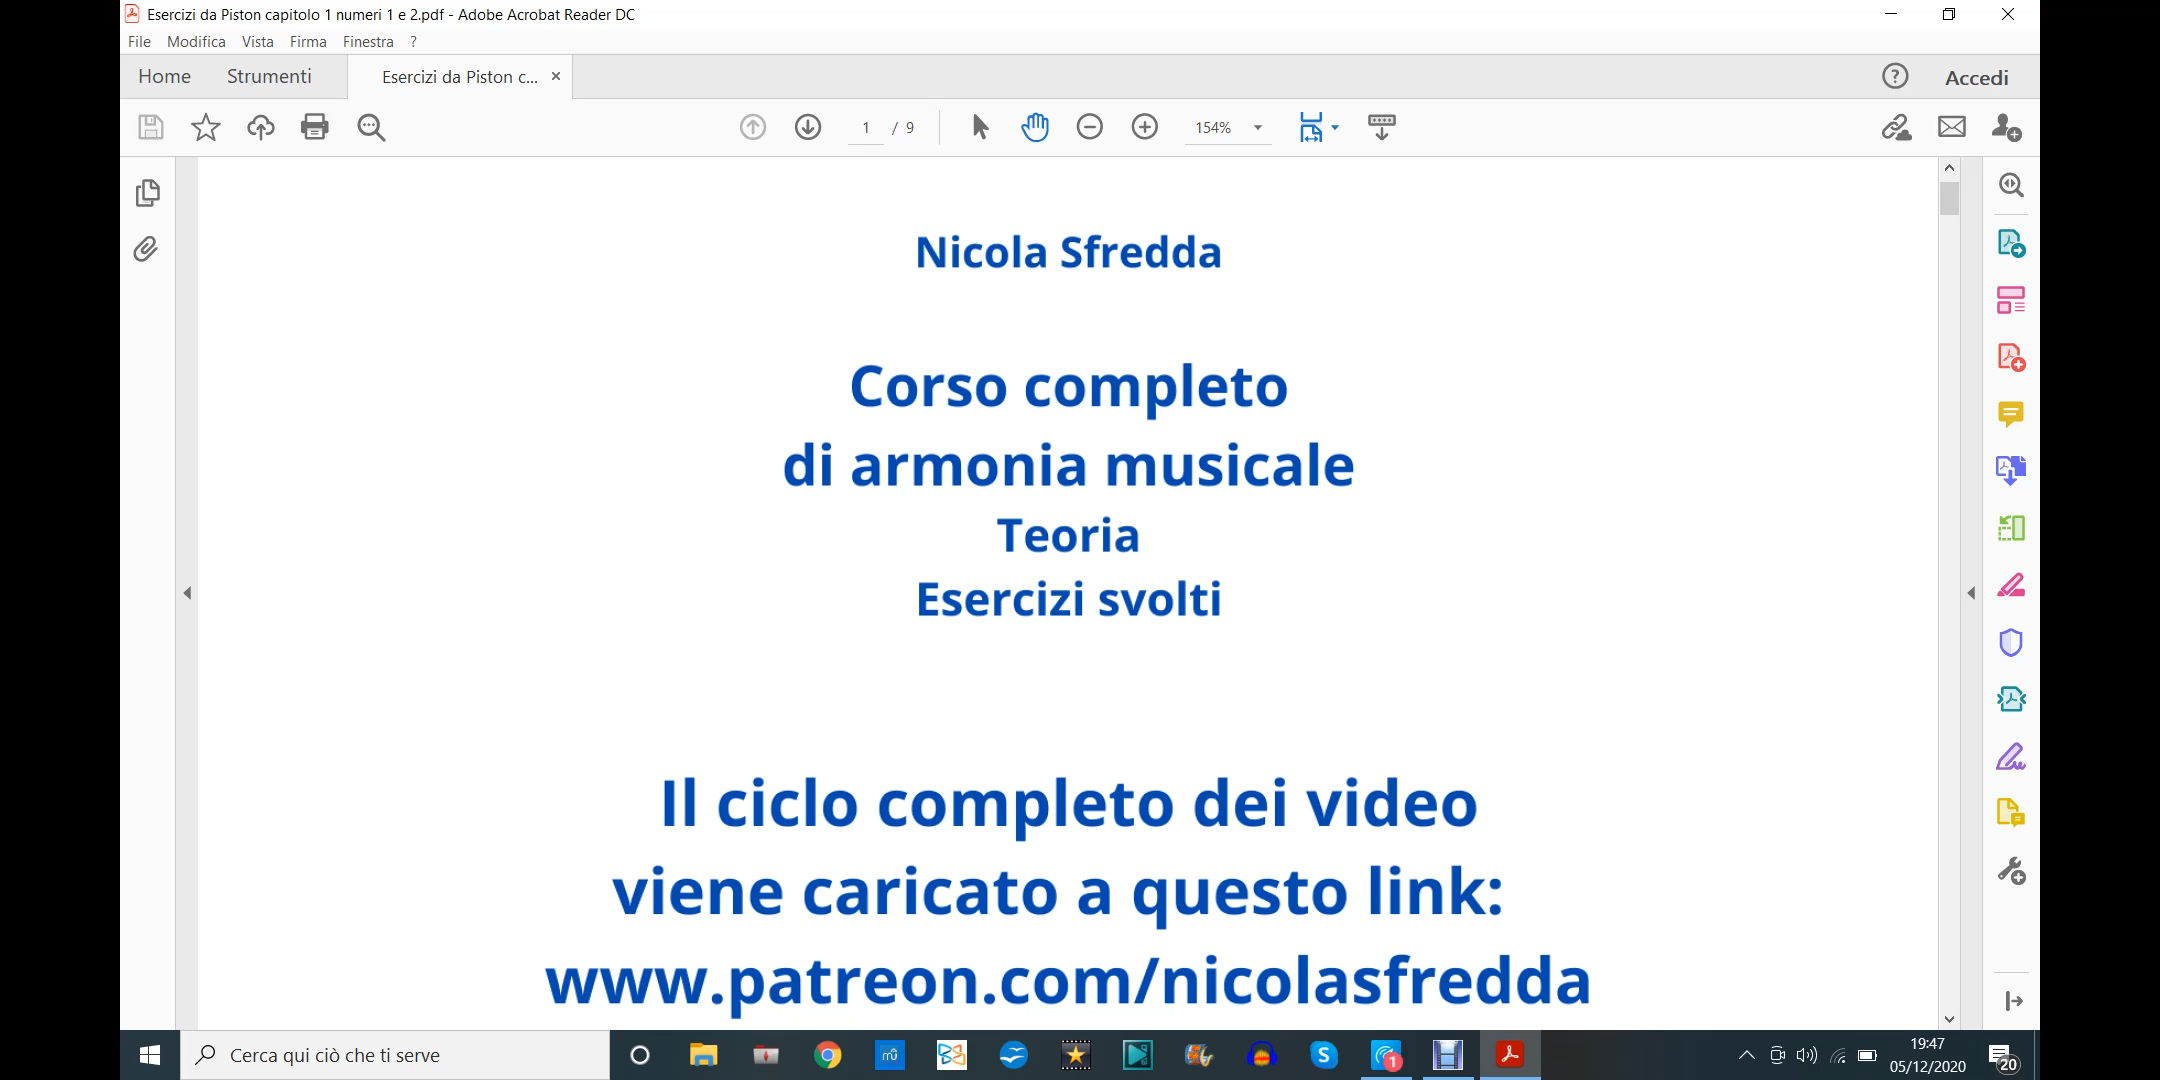 Esercizi da Piston capitolo 1 numeri 1 e 2.pdf - Adobe Acrobat Reader DC
File Modifica Vista Firma Finestra ?
Home Strumenti Esercizi da Piston c... × ? Accedi
1 / 9 154%
Nicola Sfredda
Corso completo
di armonia musicale
Teoria
Esercizi svolti
Il ciclo completo dei video
viene caricato a questo link:
www.patreon.com/nicolasfredda
Cerca qui ciò che ti serve
mû
S
1
19:47
05/12/2020
20